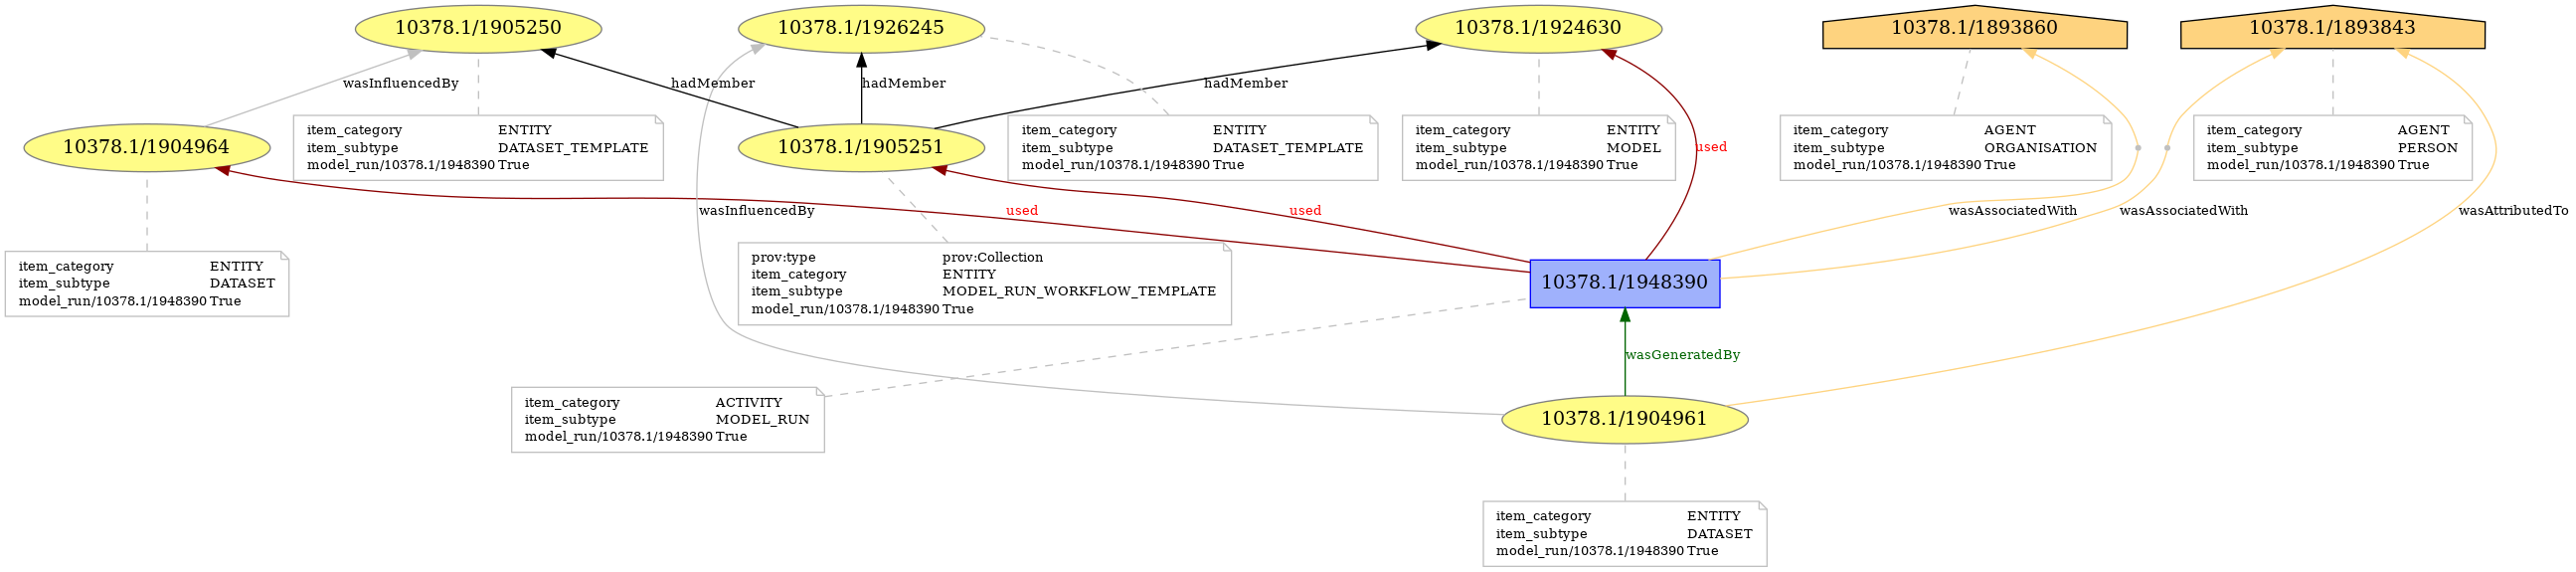 10378.1/1905250
10378.1/1926245
10378.1/1924630
10378.1/1893860
10378.1/1893843
wasInfluencedBy
hadMember
hadMember
hadMember
10378.1/1904964
item_category ENTITY
item_subtype DATASET_TEMPLATE
model_run/10378.1/1948390 True
10378.1/1905251
item_category ENTITY
item_subtype DATASET_TEMPLATE
model_run/10378.1/1948390 True
item_category ENTITY
item_subtype MODEL
model_run/10378.1/1948390 True
used
item_category AGENT
item_subtype ORGANISATION
model_run/10378.1/1948390 True
item_category AGENT
item_subtype PERSON
model_run/10378.1/1948390 True
wasInfluencedBy
used
used
wasAssociatedWith
wasAssociatedWith
wasAttributedTo
item_category ENTITY
item_subtype DATASET
model_run/10378.1/1948390 True
prov:type prov:Collection
item_category ENTITY
item_subtype MODEL_RUN_WORKFLOW_TEMPLATE
model_run/10378.1/1948390 True
10378.1/1948390
wasGeneratedBy
item_category ACTIVITY
item_subtype MODEL_RUN
model_run/10378.1/1948390 True
10378.1/1904961
item_category ENTITY
item_subtype DATASET
model_run/10378.1/1948390 True